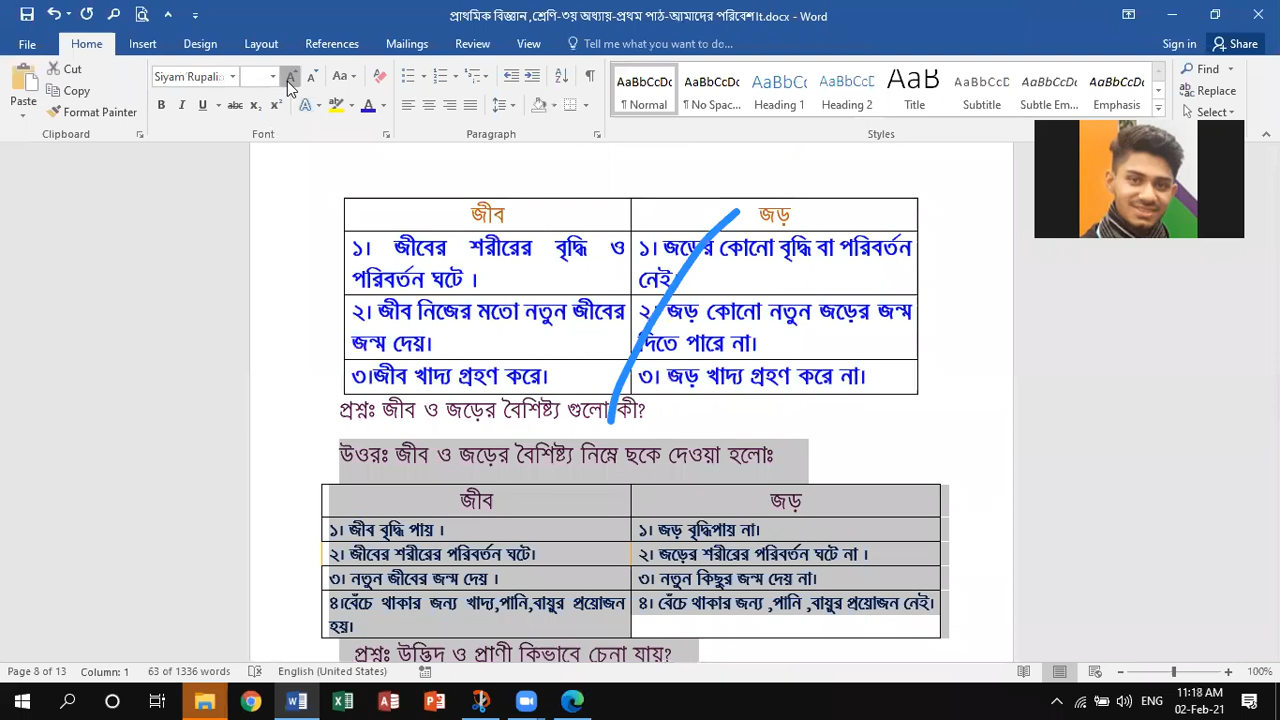 প্রাথমিক বিজ্ঞান ,শ্রেণি-৩য় অধ্যায়-প্রথম পাঠ-আমাদের পরিবেশ lt.docx - Word
File Home Insert Design Layout References Mailings Review View Tell me what you want to do... Sign in Share
Paste Cut Copy Format Painter
Siyam Rupali
AaBbCcDc AaBbCcDc AaBbCc AaBbCcC AaB AaBbCcD AaBbCcDc
¶ Normal ¶ No Spac... Heading 1 Heading 2 Title Subtitle Emphasis
Find Replace Select
Clipboard Font Paragraph Styles
জীব জড়
১। জীবের শরীরের বৃদ্ধি ও ১। জড়ের কোনো বৃদ্ধি বা পরিবর্তন
পরিবর্তন ঘটে । নেই।
২। জীব নিজের মতো নতুন জীবের ২। জড় কোনো নতুন জড়ের জন্ম
জন্ম দেয়। দিতে পারে না।
৩।জীব খাদ্য গ্রহণ করে। ৩। জড় খাদ্য গ্রহণ করে না।
প্রশ্নঃ জীব ও জড়ের বৈশিষ্ট্য গুলো কী?
উওরঃ জীব ও জড়ের বৈশিষ্ট্য নিম্নে ছকে দেওয়া হলোঃ
জীব জড়
১। জীব বৃদ্ধি পায় । ১। জড় বৃদ্ধিপায় না।
২। জীবের শরীরের পরিবর্তন ঘটে। ২। জড়ের শরীরের পরিবর্তন ঘটে না ।
৩। নতুন জীবের জন্ম দেয় । ৩। নতুন কিছুর জন্ম দেয় না।
৪।বেঁচে থাকার জন্য খাদ্য,পানি,বায়ুর প্রয়োজন ৪। বেঁচে থাকার জন্য ,পানি ,বায়ুর প্রয়োজন নেই।
হয়।
প্রশ্নঃ উদ্ভিদ ও প্রাণী কিভাবে চেনা যায়?
Page 8 of 13 Column: 1 63 of 1336 words English (United States) 100%
ENG 11:18 AM
02-Feb-21